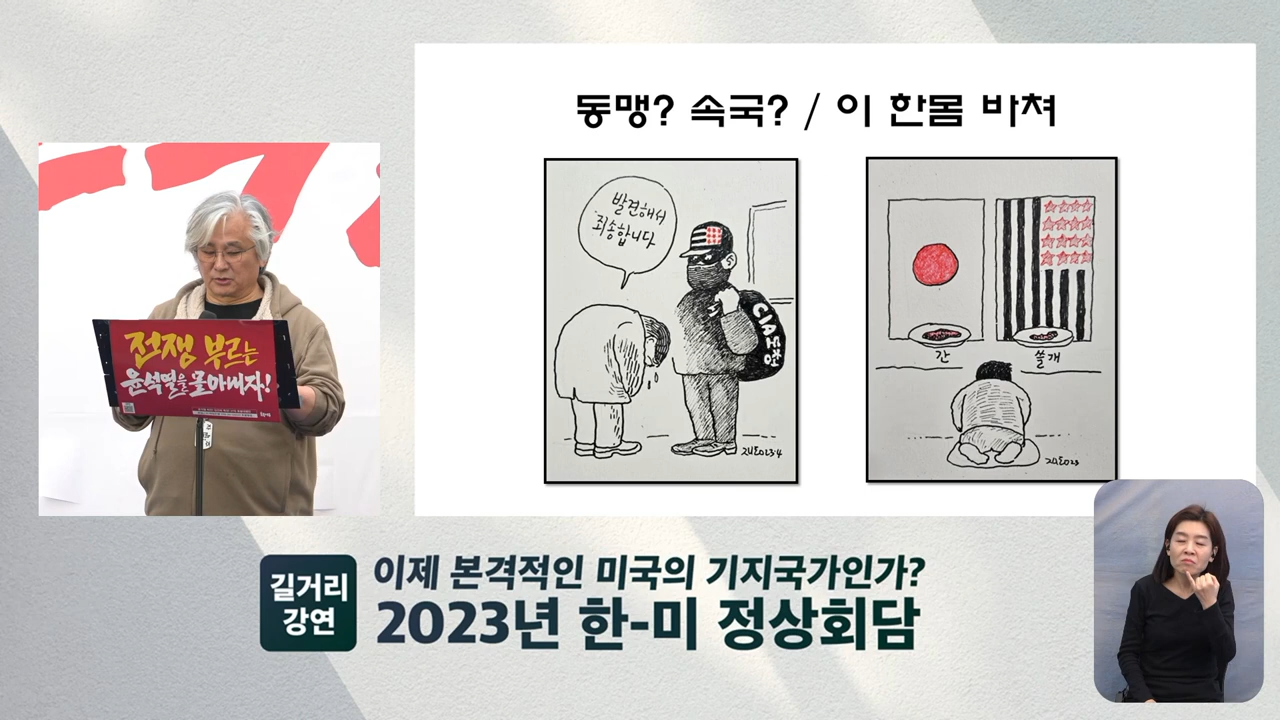 동맹? 속국? / 이 한몸 바쳐
발견해서
죄송합니다
CIA도청
간
쓸개
전쟁 부르는
윤석열을 몰아내자!
길거리
강연
이제 본격적인 미국의 기지국가인가?
2023년 한-미 정상회담